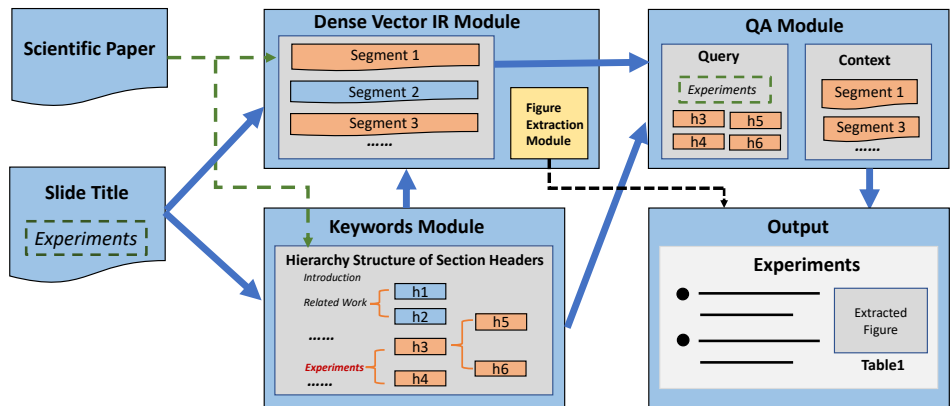 Scientific Paper
Slide Title
Experiments
Dense Vector IR Module
Segment 1
Segment 2
Segment 3
......
Figure
Extraction
Module
Keywords Module
Hierarchy Structure of Section Headers
Introduction
Related Work
h1
h2
......
h3
Experiments
h4
......
h5
h6
QA Module
Query
Experiments
h3
h5
h4
h6
Context
Segment 1
Segment 3
......
Output
Experiments
Extracted
Figure
Table1